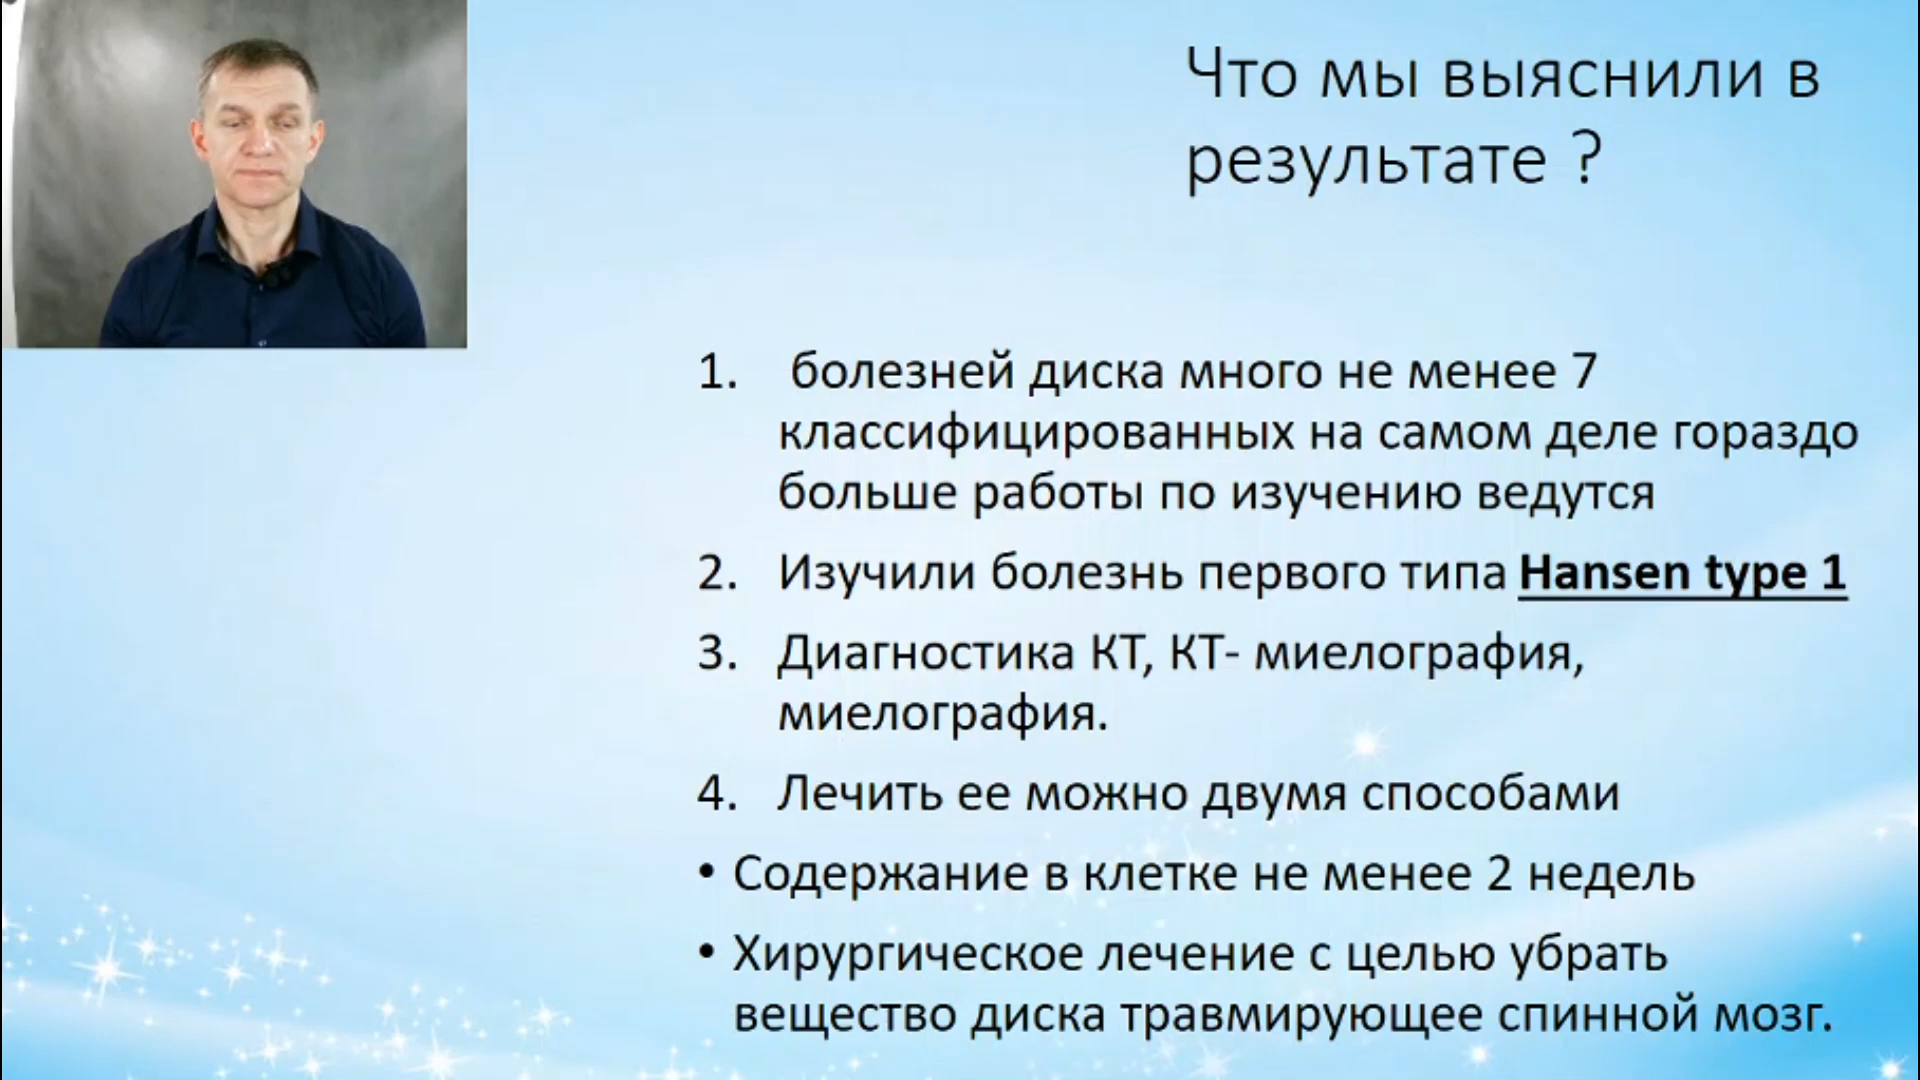 Что мы выяснили в
результате ?
1. болезней диска много не менее 7
классифицированных на самом деле гораздо
больше работы по изучению ведутся
2. Изучили болезнь первого типа Hansen type 1
3. Диагностика КТ, КТ- миелография,
миелография.
4. Лечить ее можно двумя способами
• Содержание в клетке не менее 2 недель
• Хирургическое лечение с целью убрать
вещество диска травмирующее спинной мозг.